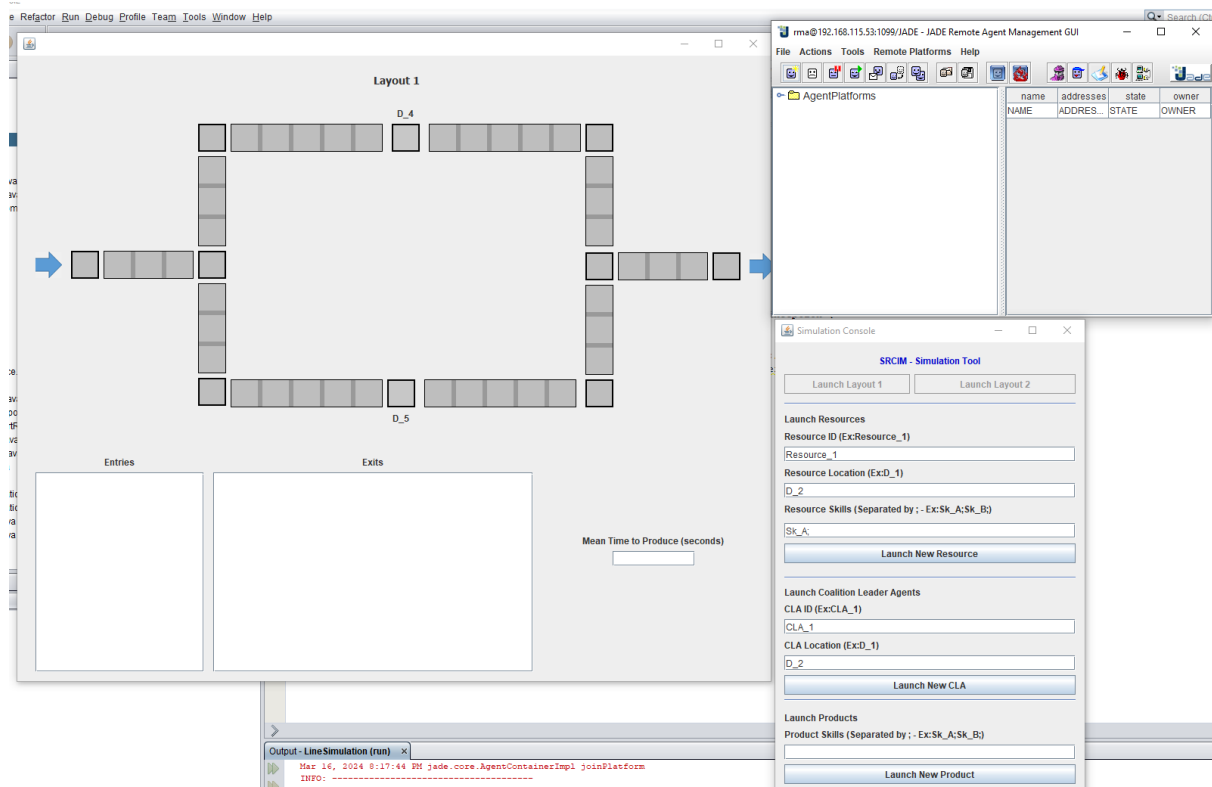 Refactor Run Debug Profile Team Tools Window Help
Search (Ct
Layout 1
D_4
D_5
Entries
Exits
Mean Time to Produce (seconds)
rma@192.168.115.53:1099/JADE - JADE Remote Agent Management GUI
File Actions Tools Remote Platforms Help
AgentPlatforms
name addresses state owner
NAME ADDRES... STATE OWNER
Simulation Console
SRCIM - Simulation Tool
Launch Layout 1 Launch Layout 2
Launch Resources
Resource ID (Ex:Resource_1)
Resource_1
Resource Location (Ex:D_1)
D_2
Resource Skills (Separated by ; - Ex:Sk_A;Sk_B;)
Sk_A;
Launch New Resource
Launch Coalition Leader Agents
CLA ID (Ex:CLA_1)
CLA_1
CLA Location (Ex:D_1)
D_2
Launch New CLA
Launch Products
Product Skills (Separated by ; - Ex:Sk_A;Sk_B;)
Launch New Product
Output - LineSimulation (run) ×
Mar 16, 2024 8:17:44 PM jade.core.AgentContainerImpl joinPlatform
INFO: --------------------------------------